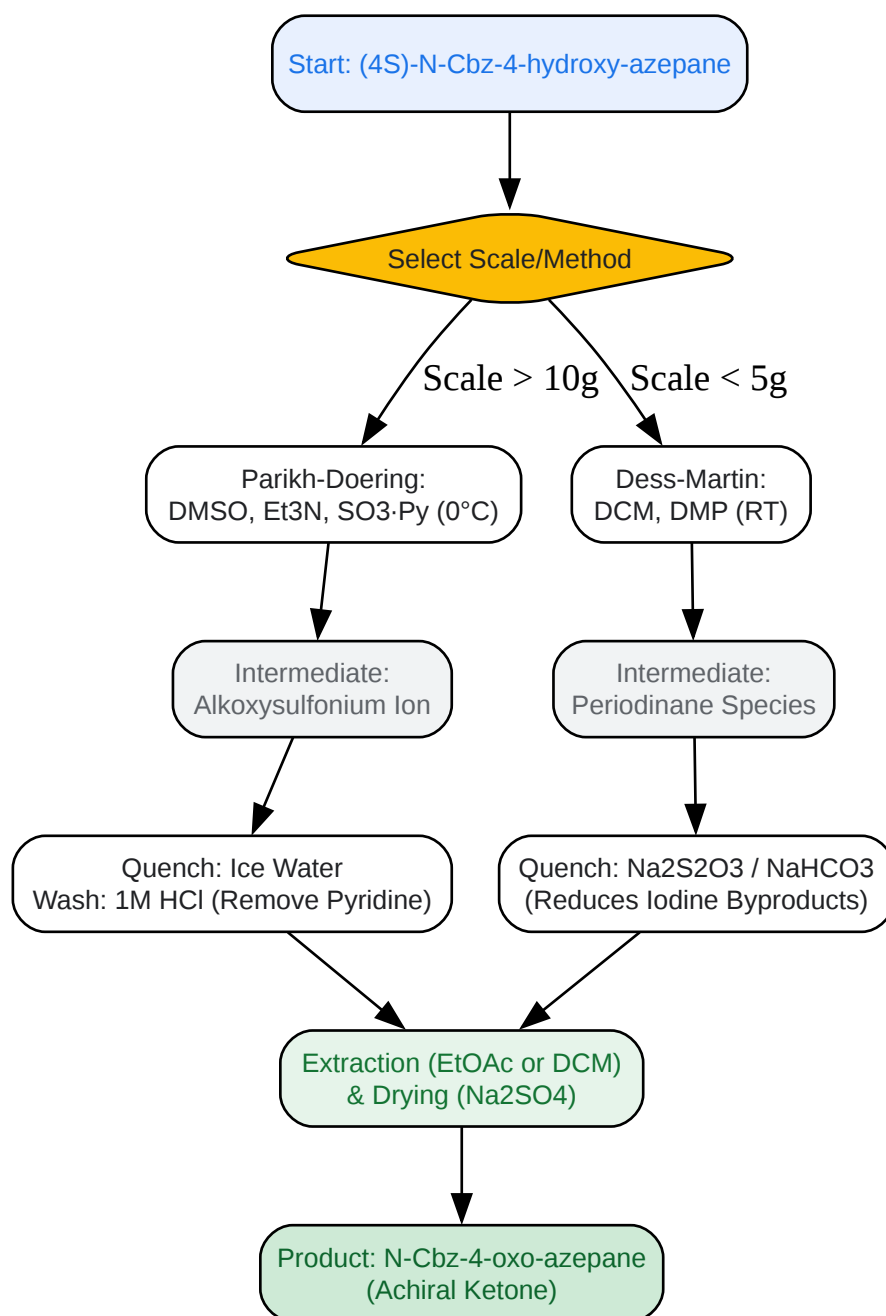 Start: (4S)-N-Cbz-4-hydroxy-azepane
Select Scale/Method
Scale > 10g
Scale < 5g
Parikh-Doering:
DMSO, Et3N, SO3·Py (0°C)
Dess-Martin:
DCM, DMP (RT)
Intermediate:
Alkoxysulfonium Ion
Intermediate:
Periodinane Species
Quench: Ice Water
Wash: 1M HCl (Remove Pyridine)
Quench: Na2S2O3 / NaHCO3
(Reduces Iodine Byproducts)
Extraction (EtOAc or DCM)
& Drying (Na2SO4)
Product: N-Cbz-4-oxo-azepane
(Achiral Ketone)